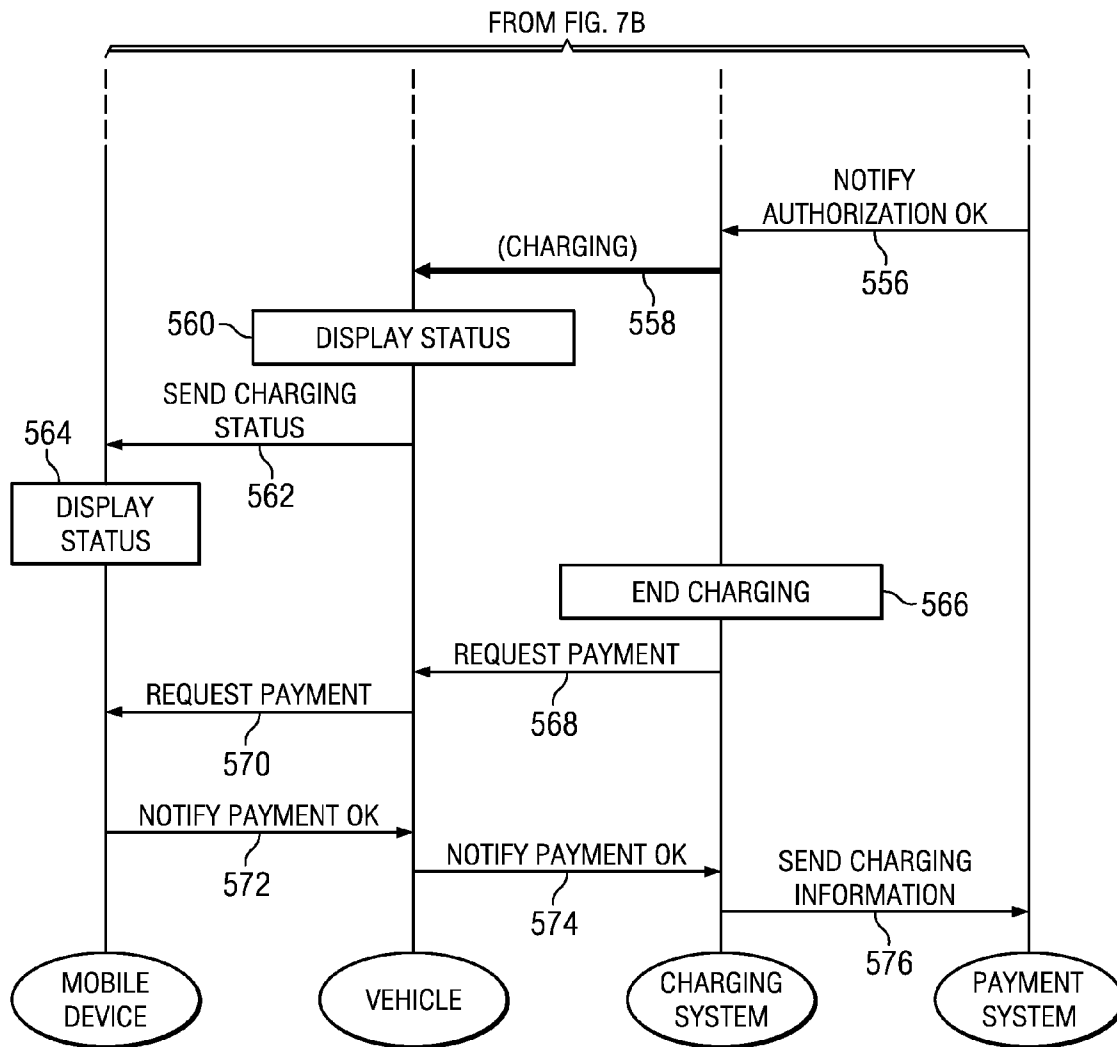 FROM FIG. 7B
NOTIFY
AUTHORIZATION OK
556
(CHARGING)
558
560
DISPLAY STATUS
SEND CHARGING
STATUS
562
564
DISPLAY
STATUS
END CHARGING
566
REQUEST PAYMENT
568
REQUEST PAYMENT
570
NOTIFY PAYMENT OK
572
NOTIFY PAYMENT OK
574
SEND CHARGING
INFORMATION
576
MOBILE
DEVICE
VEHICLE
CHARGING
SYSTEM
PAYMENT
SYSTEM